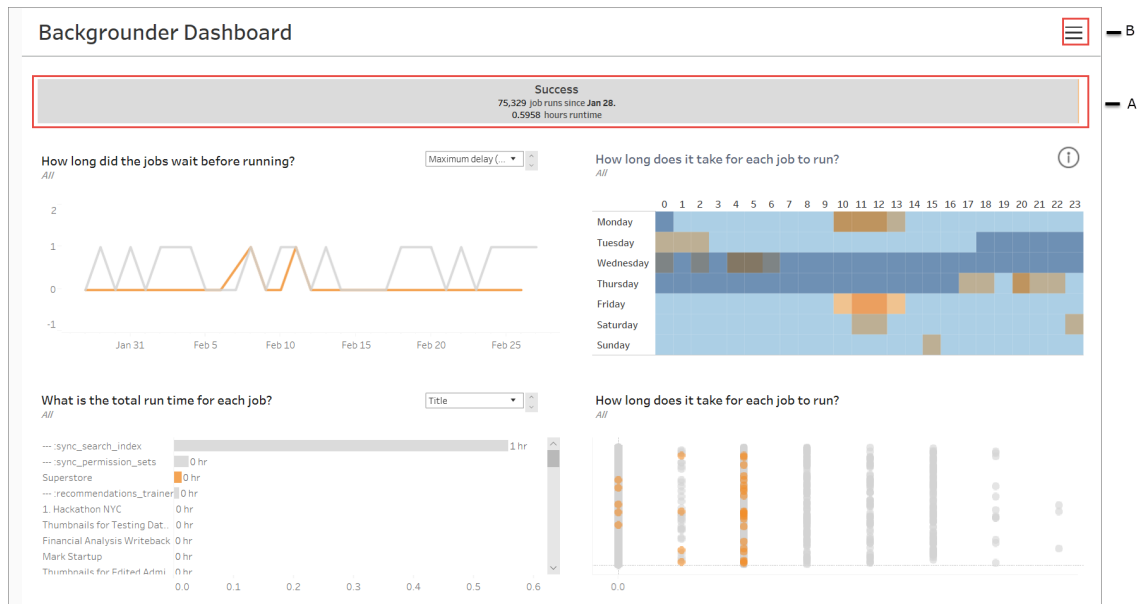 Backgrounder Dashboard
B
Success
75,329 job runs since Jan 28.
0.5958 hours runtime
A
How long did the jobs wait before running?
Maximum delay (...
All
2
1
0
-1
Jan 31 Feb 5 Feb 10 Feb 15 Feb 20 Feb 25
How long does it take for each job to run?
All
0 1 2 3 4 5 6 7 8 9 10 11 12 13 14 15 16 17 18 19 20 21 22 23
Monday
Tuesday
Wednesday
Thursday
Friday
Saturday
Sunday
What is the total run time for each job?
Title
All
--- :sync_search_index 1 hr
--- :sync_permission_sets 0 hr
Superstore 0 hr
--- :recommendations_trainer 0 hr
1. Hackathon NYC 0 hr
Thumbnails for Testing Dat.. 0 hr
Financial Analysis Writeback 0 hr
Mark Startup 0 hr
Thumbnails for Edited Admi.. 0 hr
0.0 0.1 0.2 0.3 0.4 0.5 0.6
How long does it take for each job to run?
All
0.0